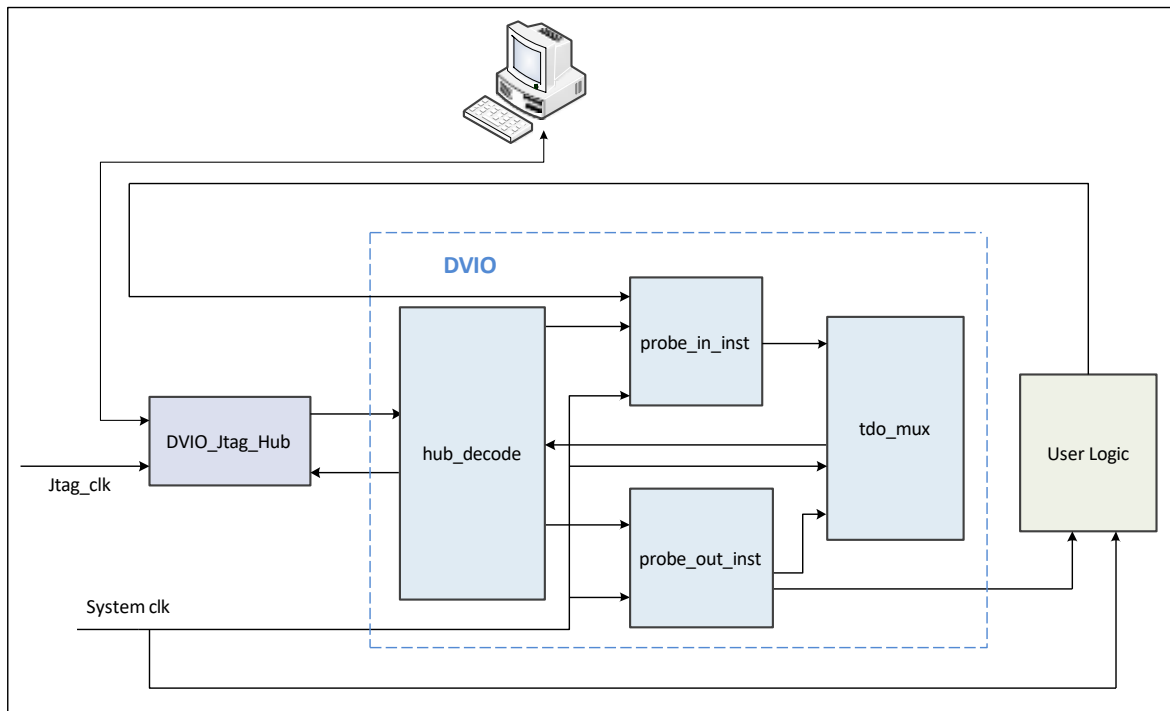 DVIO
probe_in_inst
tdo_mux
DVIO_Jtag_Hub
hub_decode
User Logic
Jtag_clk
probe_out_inst
System clk